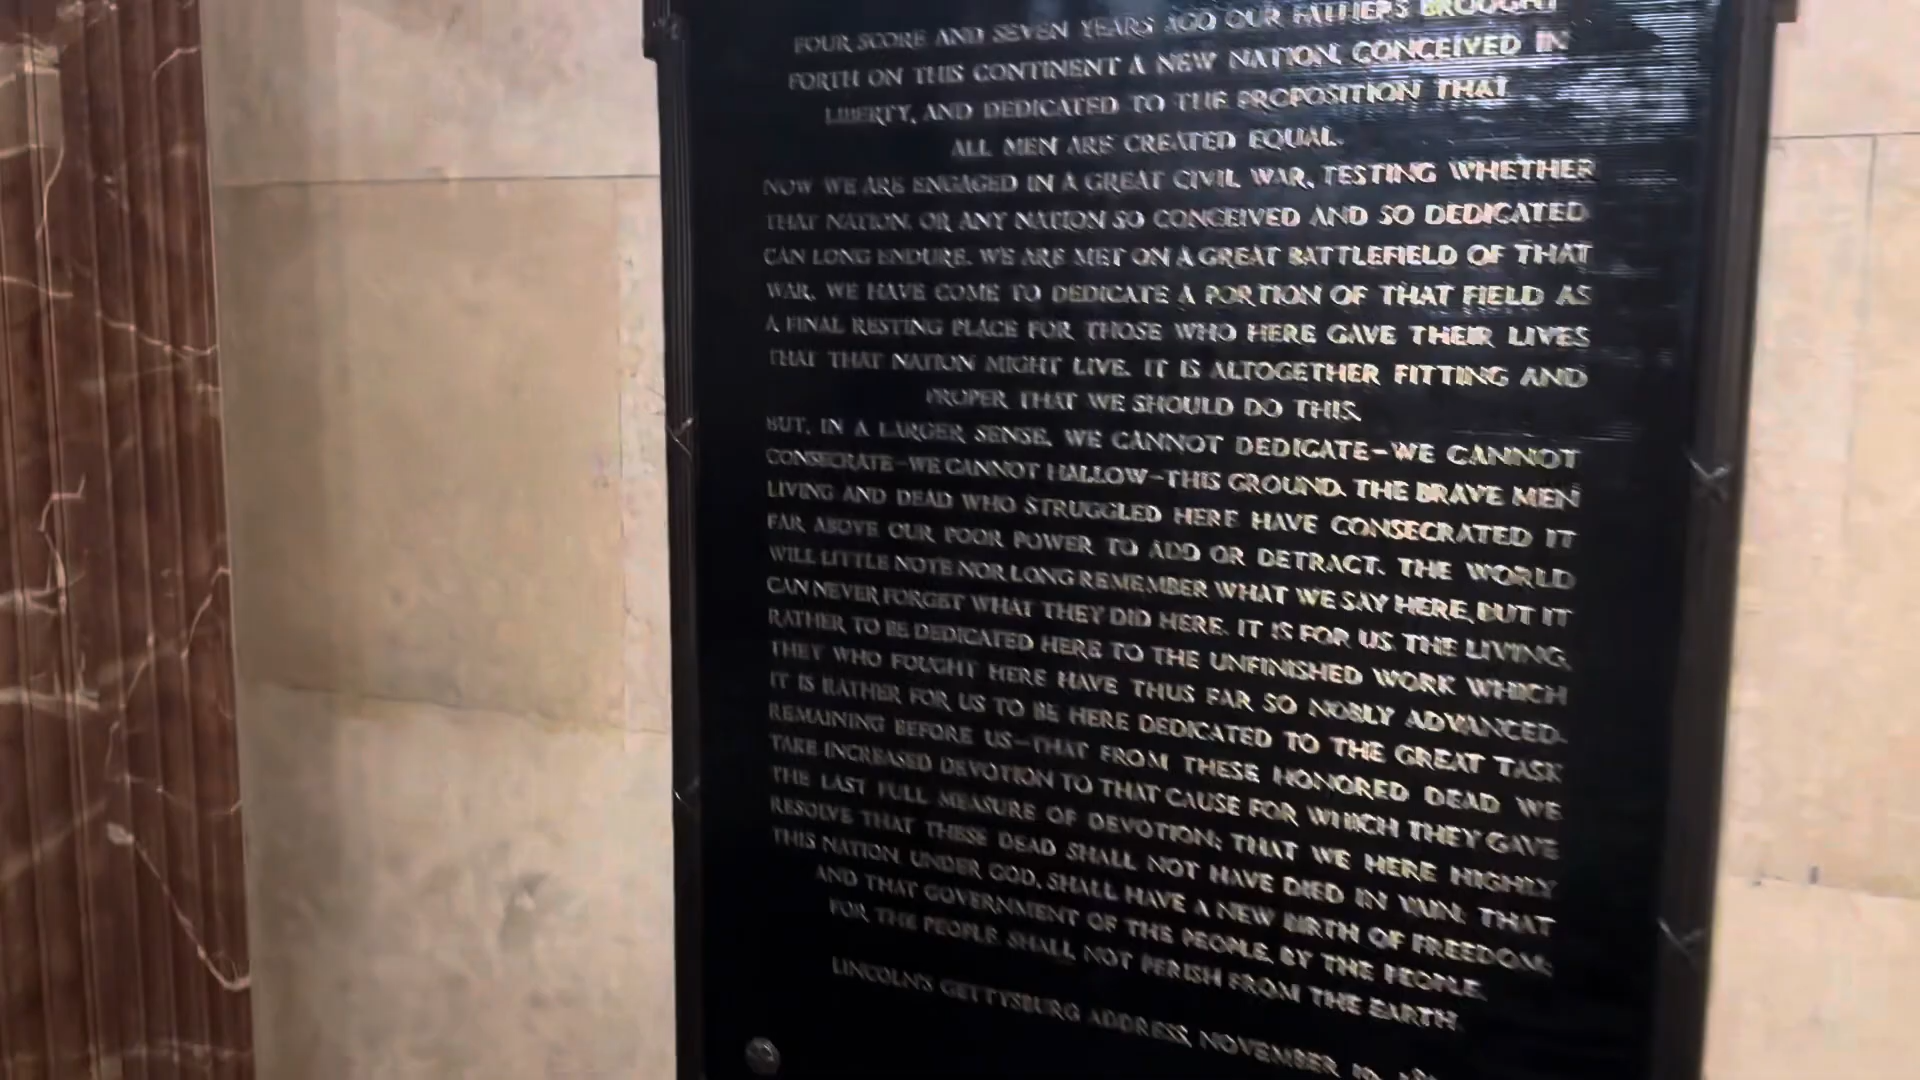 FOUR SCORE AND SEVEN YEARS AGO OUR FATHERS BROUGHT
FORTH ON THIS CONTINENT A NEW NATION, CONCEIVED IN
LIBERTY, AND DEDICATED TO THE PROPOSITION THAT
ALL MEN ARE CREATED EQUAL.
NOW WE ARE ENGAGED IN A GREAT CIVIL WAR, TESTING WHETHER
THAT NATION, OR ANY NATION SO CONCEIVED AND SO DEDICATED
CAN LONG ENDURE. WE ARE MET ON A GREAT BATTLEFIELD OF THAT
WAR. WE HAVE COME TO DEDICATE A PORTION OF THAT FIELD AS
A FINAL RESTING PLACE FOR THOSE WHO HERE GAVE THEIR LIVES
THAT THAT NATION MIGHT LIVE. IT IS ALTOGETHER FITTING AND
PROPER THAT WE SHOULD DO THIS.
BUT, IN A LARGER SENSE, WE CANNOT DEDICATE—WE CANNOT
CONSECRATE—WE CANNOT HALLOW—THIS GROUND. THE BRAVE MEN
LIVING AND DEAD WHO STRUGGLED HERE HAVE CONSECRATED IT
FAR ABOVE OUR POOR POWER TO ADD OR DETRACT. THE WORLD
WILL LITTLE NOTE NOR LONG REMEMBER WHAT WE SAY HERE, BUT IT
CAN NEVER FORGET WHAT THEY DID HERE. IT IS FOR US THE LIVING,
RATHER TO BE DEDICATED HERE TO THE UNFINISHED WORK WHICH
THEY WHO FOUGHT HERE HAVE THUS FAR SO NOBLY ADVANCED.
IT IS RATHER FOR US TO BE HERE DEDICATED TO THE GREAT TASK
REMAINING BEFORE US—THAT FROM THESE HONORED DEAD WE
TAKE INCREASED DEVOTION TO THAT CAUSE FOR WHICH THEY GAVE
THE LAST FULL MEASURE OF DEVOTION; THAT WE HERE HIGHLY
RESOLVE THAT THESE DEAD SHALL NOT HAVE DIED IN VAIN; THAT
THIS NATION, UNDER GOD, SHALL HAVE A NEW BIRTH OF FREEDOM;
AND THAT GOVERNMENT OF THE PEOPLE, BY THE PEOPLE,
FOR THE PEOPLE, SHALL NOT PERISH FROM THE EARTH.
LINCOLN'S GETTYSBURG ADDRESS, NOVEMBER 19,